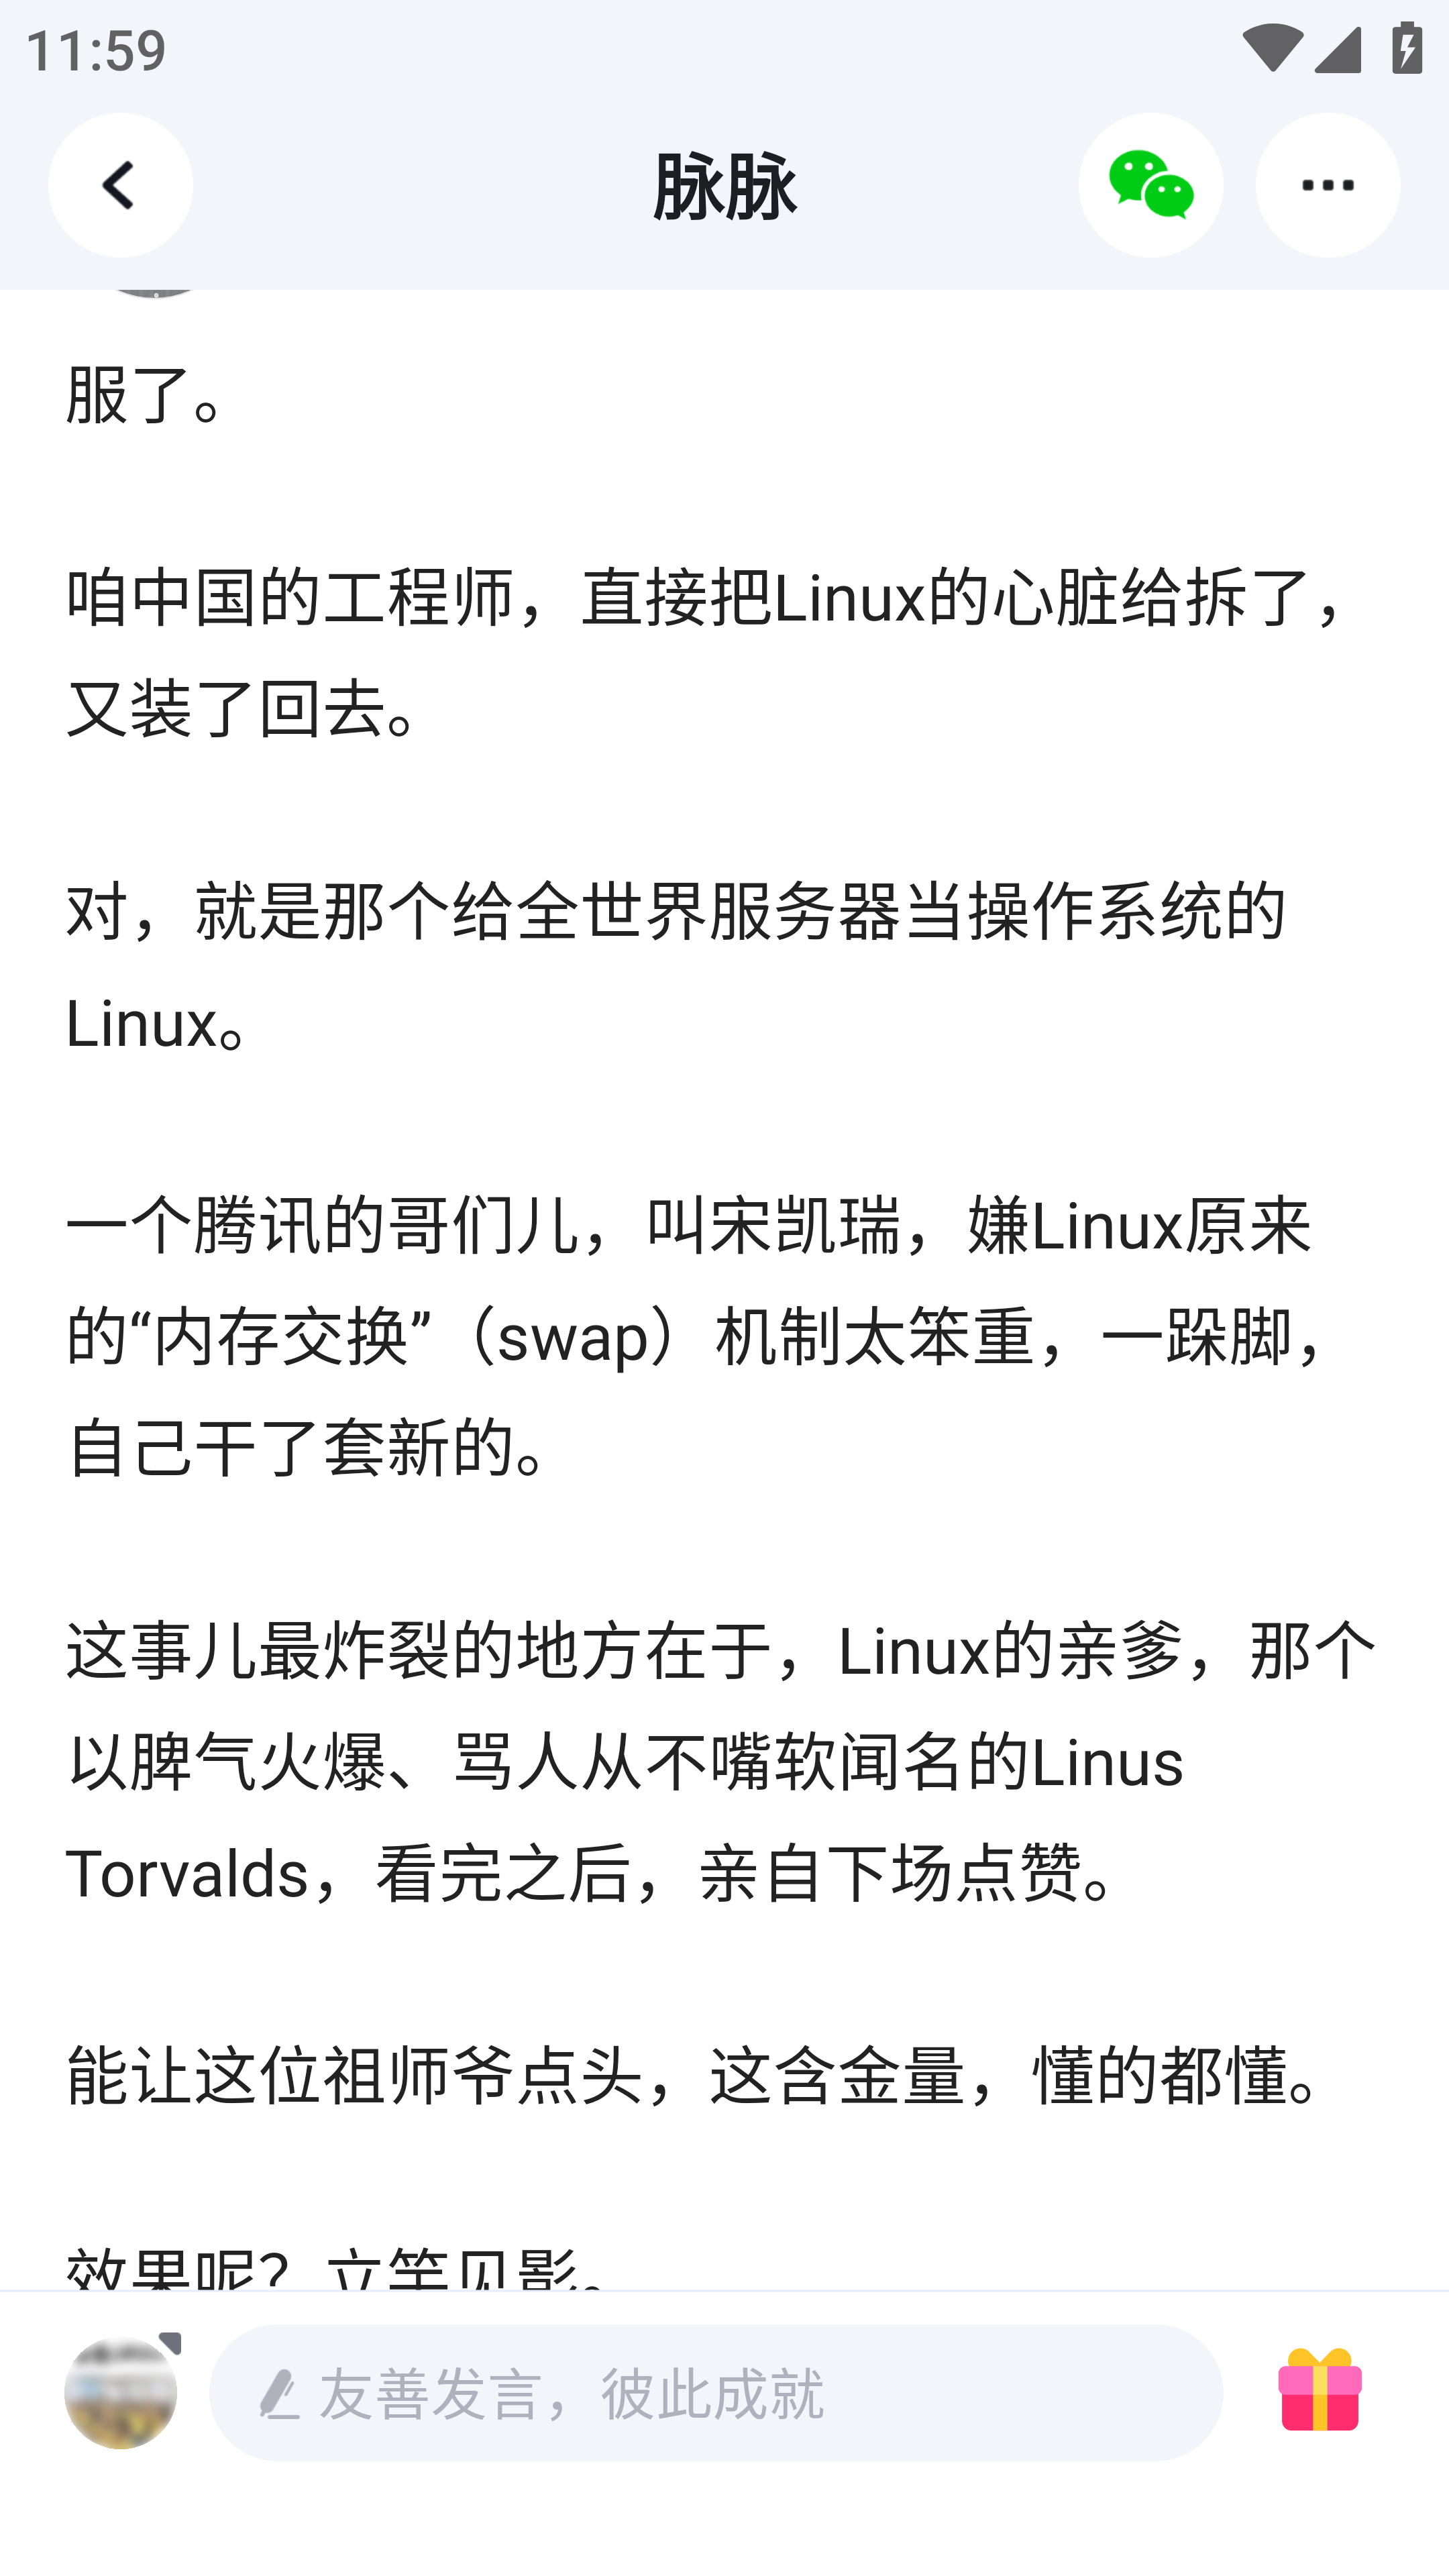 11:59
脉脉
服了。
咱中国的工程师，直接把Linux的心脏给拆了，
又装了回去。
对，就是那个给全世界服务器当操作系统的
Linux。
一个腾讯的哥们儿，叫宋凯瑞，嫌Linux原来
的“内存交换”（swap）机制太笨重，一跺脚，
自己干了套新的。
这事儿最炸裂的地方在于，Linux的亲爹，那个
以脾气火爆、骂人从不嘴软闻名的Linus
Torvalds，看完之后，亲自下场点赞。
能让这位祖师爷点头，这含金量，懂的都懂。
效果呢？立竿见影。
友善发言，彼此成就